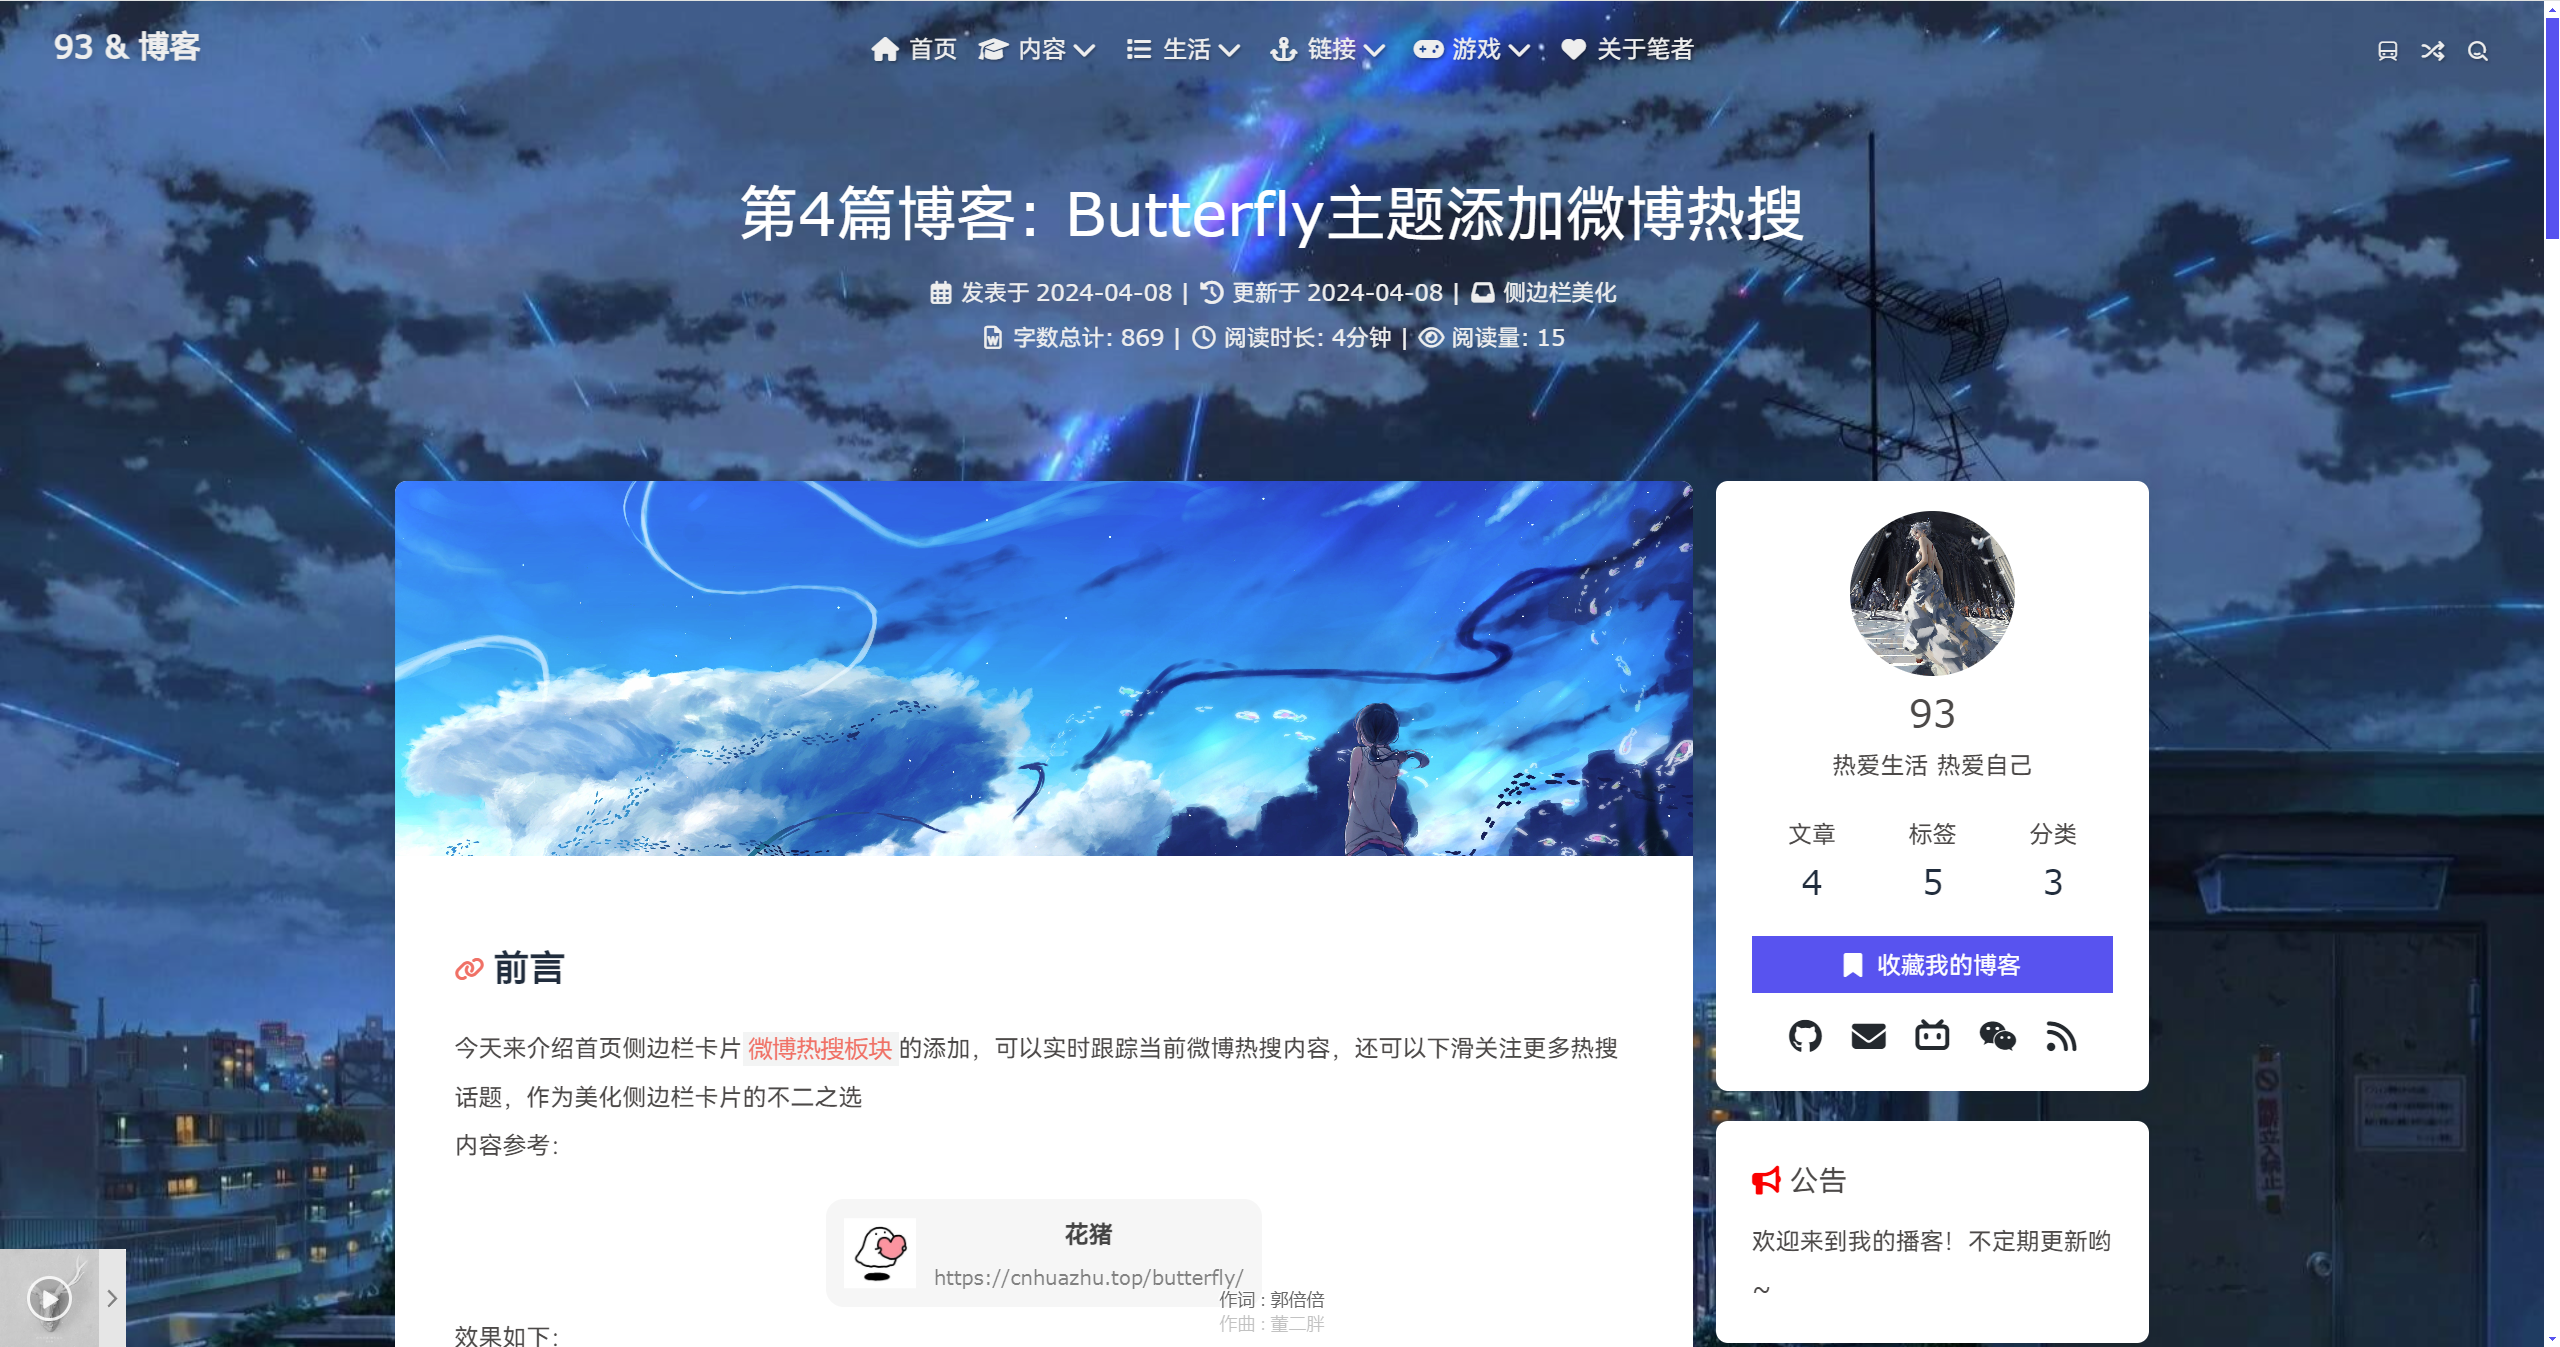 93 & 博客
首页 内容 生活 链接 游戏 关于笔者
第4篇博客: Butterfly主题添加微博热搜
发表于 2024-04-08 | 更新于 2024-04-08 | 侧边栏美化
字数总计: 869 | 阅读时长: 4分钟 | 阅读量: 15
前言
今天来介绍首页侧边栏卡片 微博热搜板块 的添加，可以实时跟踪当前微博热搜内容，还可以下滑关注更多热搜
话题，作为美化侧边栏卡片的不二之选
内容参考：
花猪
https://cnhuazhu.top/butterfly/
效果如下：
作词 : 郭倍倍
作曲 : 董二胖
93
热爱生活 热爱自己
文章 标签 分类
4 5 3
收藏我的博客
公告
欢迎来到我的播客！不定期更新哟
~